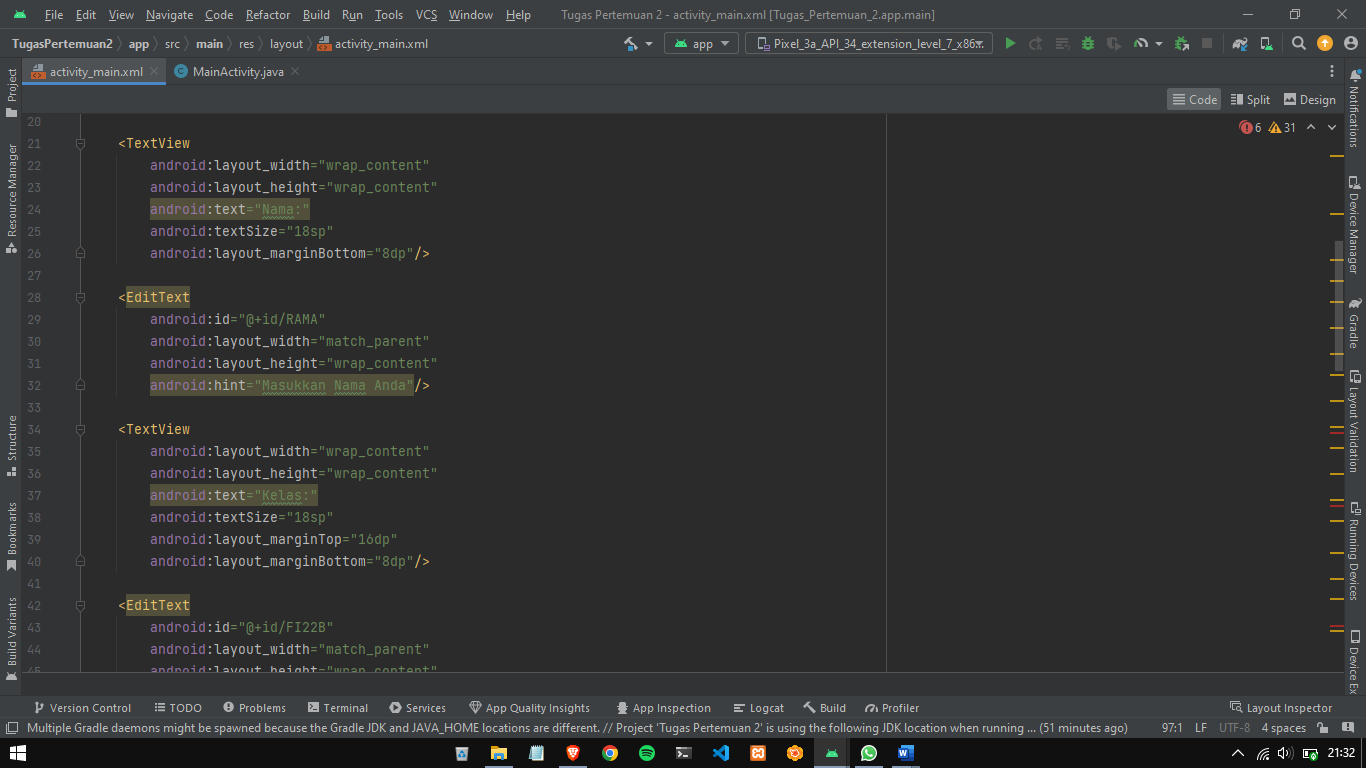 File Edit View Navigate Code Refactor Build Run Tools VCS Window Help Tugas Pertemuan 2 - activity_main.xml [Tugas_Pertemuan_2.app.main]
TugasPertemuan2 app src main res layout activity_main.xml app Pixel_3a_API_34_extension_level_7_x86
activity_main.xml MainActivity.java
Code Split Design
6 31
20
21 <TextView
22 android:layout_width="wrap_content"
23 android:layout_height="wrap_content"
24 android:text="Nama:"
25 android:textSize="18sp"
26 android:layout_marginBottom="8dp"/>
27
28 <EditText
29 android:id="@+id/RAMA"
30 android:layout_width="match_parent"
31 android:layout_height="wrap_content"
32 android:hint="Masukkan Nama Anda"/>
33
34 <TextView
35 android:layout_width="wrap_content"
36 android:layout_height="wrap_content"
37 android:text="Kelas:"
38 android:textSize="18sp"
39 android:layout_marginTop="16dp"
40 android:layout_marginBottom="8dp"/>
41
42 <EditText
43 android:id="@+id/FI22B"
44 android:layout_width="match_parent"
45 android:layout_height="wrap_content"
Project
Resource Manager
Structure
Bookmarks
Build Variants
Notifications
Device Manager
Gradle
Layout Validation
Running Devices
Device Ex
Version Control TODO Problems Terminal Services App Quality Insights App Inspection Logcat Build Profiler Layout Inspector
Multiple Gradle daemons might be spawned because the Gradle JDK and JAVA_HOME locations are different. // Project 'Tugas Pertemuan 2' is using the following JDK location when running ... (51 minutes ago) 97:1 LF UTF-8 4 spaces
21:32